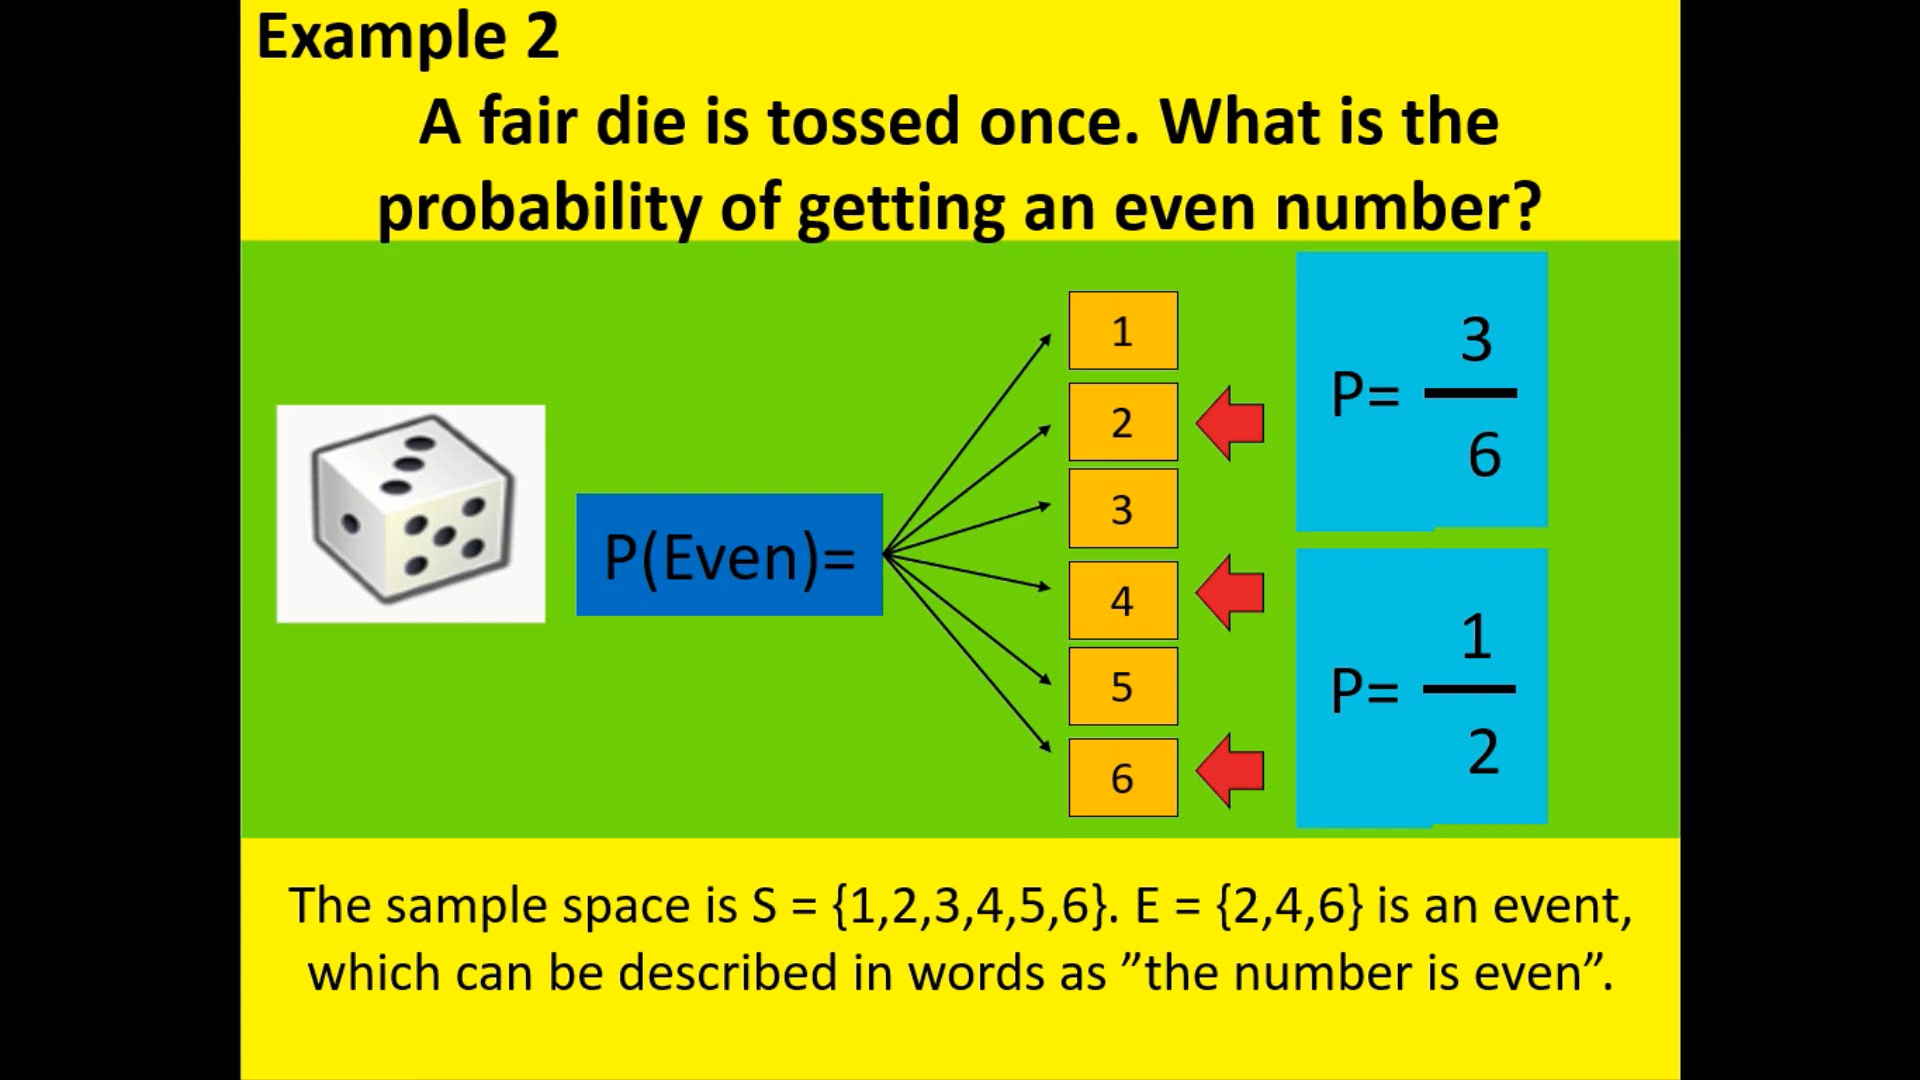 Example 2
A fair die is tossed once. What is the
probability of getting an even number?
P(Even)=
1
2
3
4
5
6
P= 3
6
P= 1
2
The sample space is S = {1,2,3,4,5,6}. E = {2,4,6} is an event,
which can be described in words as ”the number is even”.